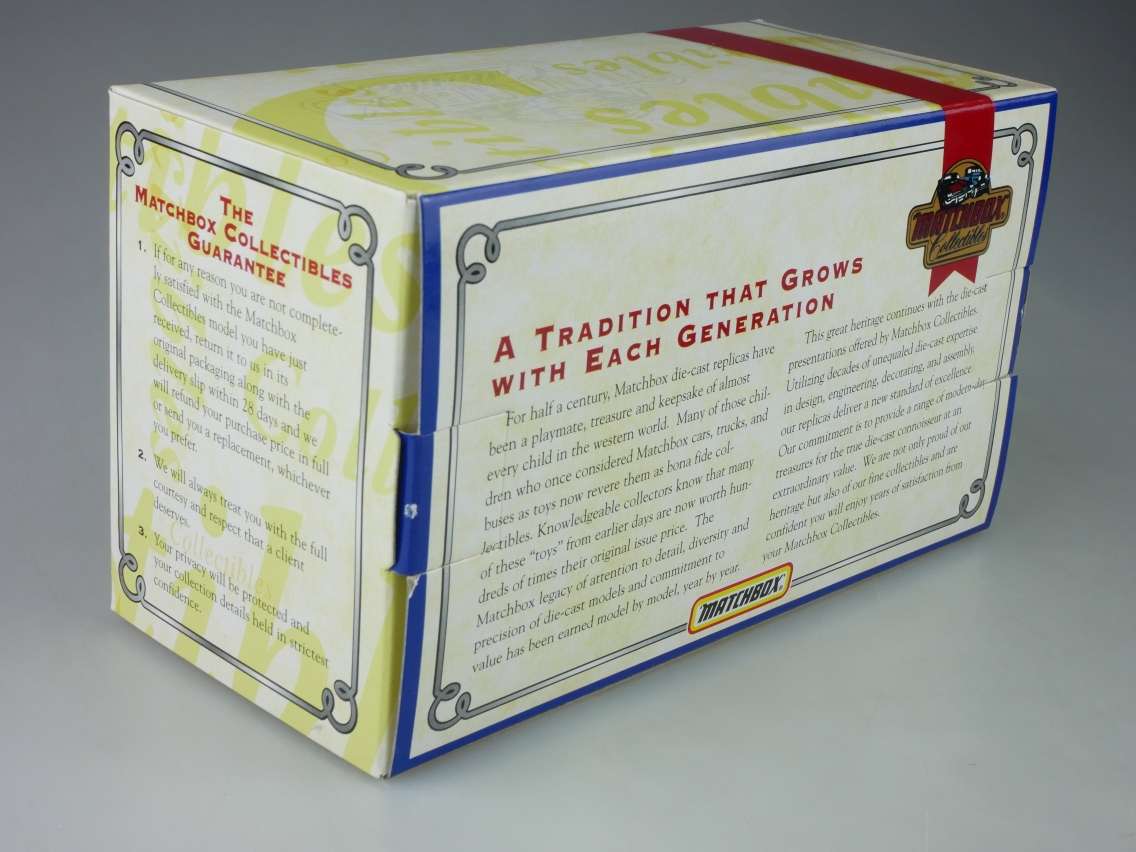 The
Matchbox Collectibles
Guarantee
1. If for any reason you are not complete-
ly satisfied with the Matchbox
Collectibles model you have just
received, return it to us in its
original packaging along with the
delivery slip within 28 days and we
will refund your purchase price in full
or send you a replacement, whichever
you prefer.
2. We will always treat you with the full
courtesy and respect that a client
deserves.
3. Your privacy will be protected and
your collection details held in strictest
confidence.
Collectibles
A Tradition that Grows
with Each Generation
For half a century, Matchbox die-cast replicas have
been a playmate, treasure and keepsake of almost
every child in the western world. Many of those chil-
dren who once considered Matchbox cars, trucks, and
buses as toys now revere them as bona fide col-
lectibles. Knowledgeable collectors know that many
of these "toys" from earlier days are now worth hun-
dreds of times their original issue price. The
Matchbox legacy of attention to detail, diversity and
precision of die-cast models and commitment to
value has been earned model by model, year by year.
This great heritage continues with the die-cast
presentations offered by Matchbox Collectibles.
Utilizing decades of unequaled die-cast expertise
in design, engineering, decorating, and assembly,
our replicas deliver a new standard of excellence
Our commitment is to provide a range of modern-day
treasures for the true die-cast connoisseur at an
extraordinary value. We are not only proud of our
heritage but also of our fine collectibles and are
confident you will enjoy years of satisfaction from
your Matchbox Collectibles.
MATCHBOX
Collectibles
MATCHBOX